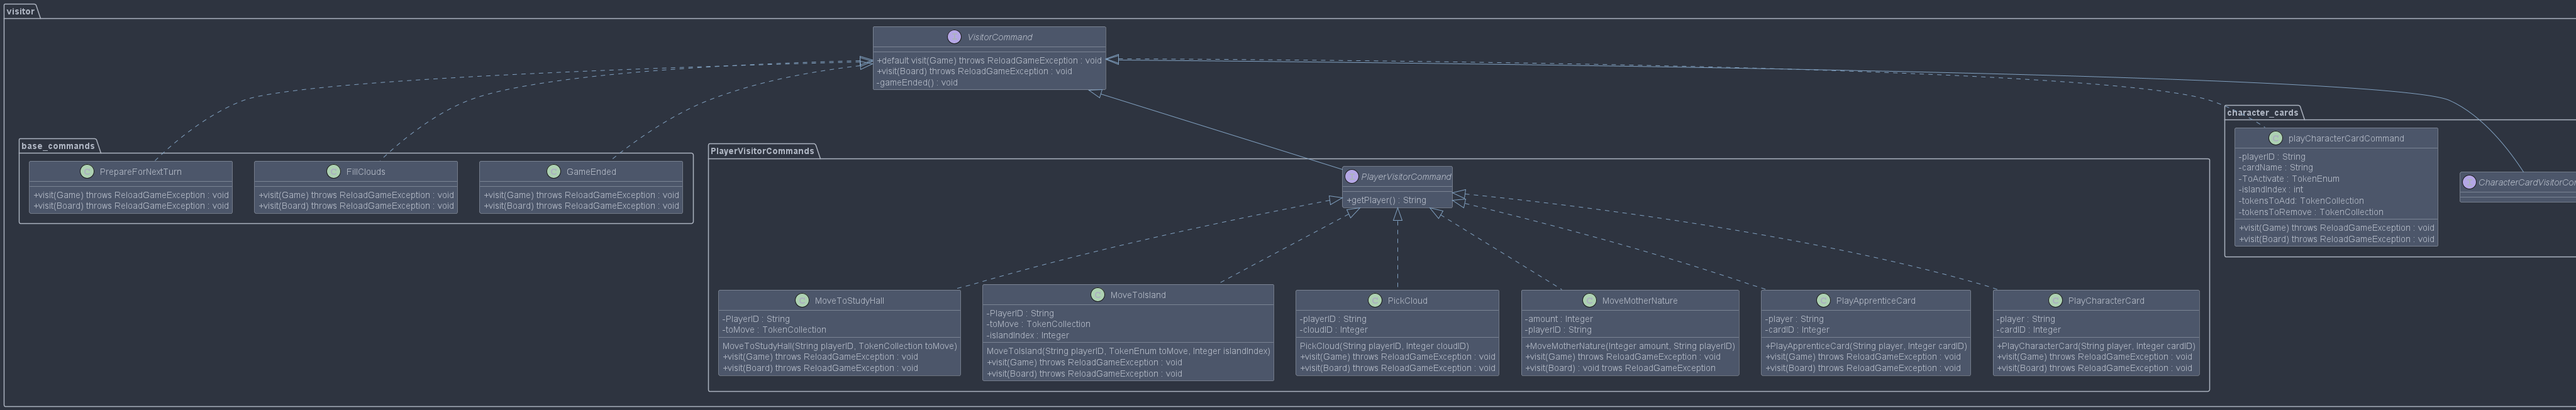 visitor
VisitorCommand
+default visit(Game) throws ReloadGameException : void
+visit(Board) throws ReloadGameException : void
-gameEnded() : void
base_commands
PrepareForNextTurn
+visit(Game) throws ReloadGameException : void
+visit(Board) throws ReloadGameException : void
FillClouds
+visit(Game) throws ReloadGameException : void
+visit(Board) throws ReloadGameException : void
GameEnded
+visit(Game) throws ReloadGameException : void
+visit(Board) throws ReloadGameException : void
PlayerVisitorCommands
PlayerVisitorCommand
+getPlayer() : String
MoveToStudyHall
-PlayerID : String
-toMove : TokenCollection
MoveToStudyHall(String playerID, TokenCollection toMove)
+visit(Game) throws ReloadGameException : void
+visit(Board) throws ReloadGameException : void
MoveToIsland
-PlayerID : String
-toMove : TokenCollection
-islandIndex : Integer
MoveToIsland(String playerID, TokenEnum toMove, Integer islandIndex)
+visit(Game) throws ReloadGameException : void
+visit(Board) throws ReloadGameException : void
PickCloud
-playerID : String
-cloudID : Integer
PickCloud(String playerID, Integer cloudID)
+visit(Game) throws ReloadGameException : void
+visit(Board) throws ReloadGameException : void
MoveMotherNature
-amount : Integer
-playerID : String
+MoveMotherNature(Integer amount, String playerID)
+visit(Game) throws ReloadGameException : void
+visit(Board) : void trows ReloadGameException
PlayApprenticeCard
-player : String
-cardID : Integer
+PlayApprenticeCard(String player, Integer cardID)
+visit(Game) throws ReloadGameException : void
+visit(Board) throws ReloadGameException : void
PlayCharacterCard
-player : String
-cardID : Integer
+PlayCharacterCard(String player, Integer cardID)
+visit(Game) throws ReloadGameException : void
+visit(Board) throws ReloadGameException : void
character_cards
playCharacterCardCommand
-playerID : String
-cardName : String
-ToActivate : TokenEnum
-islandIndex : int
-tokensToAdd: TokenCollection
-tokensToRemove : TokenCollection
+visit(Game) throws ReloadGameException : void
+visit(Board) throws ReloadGameException : void